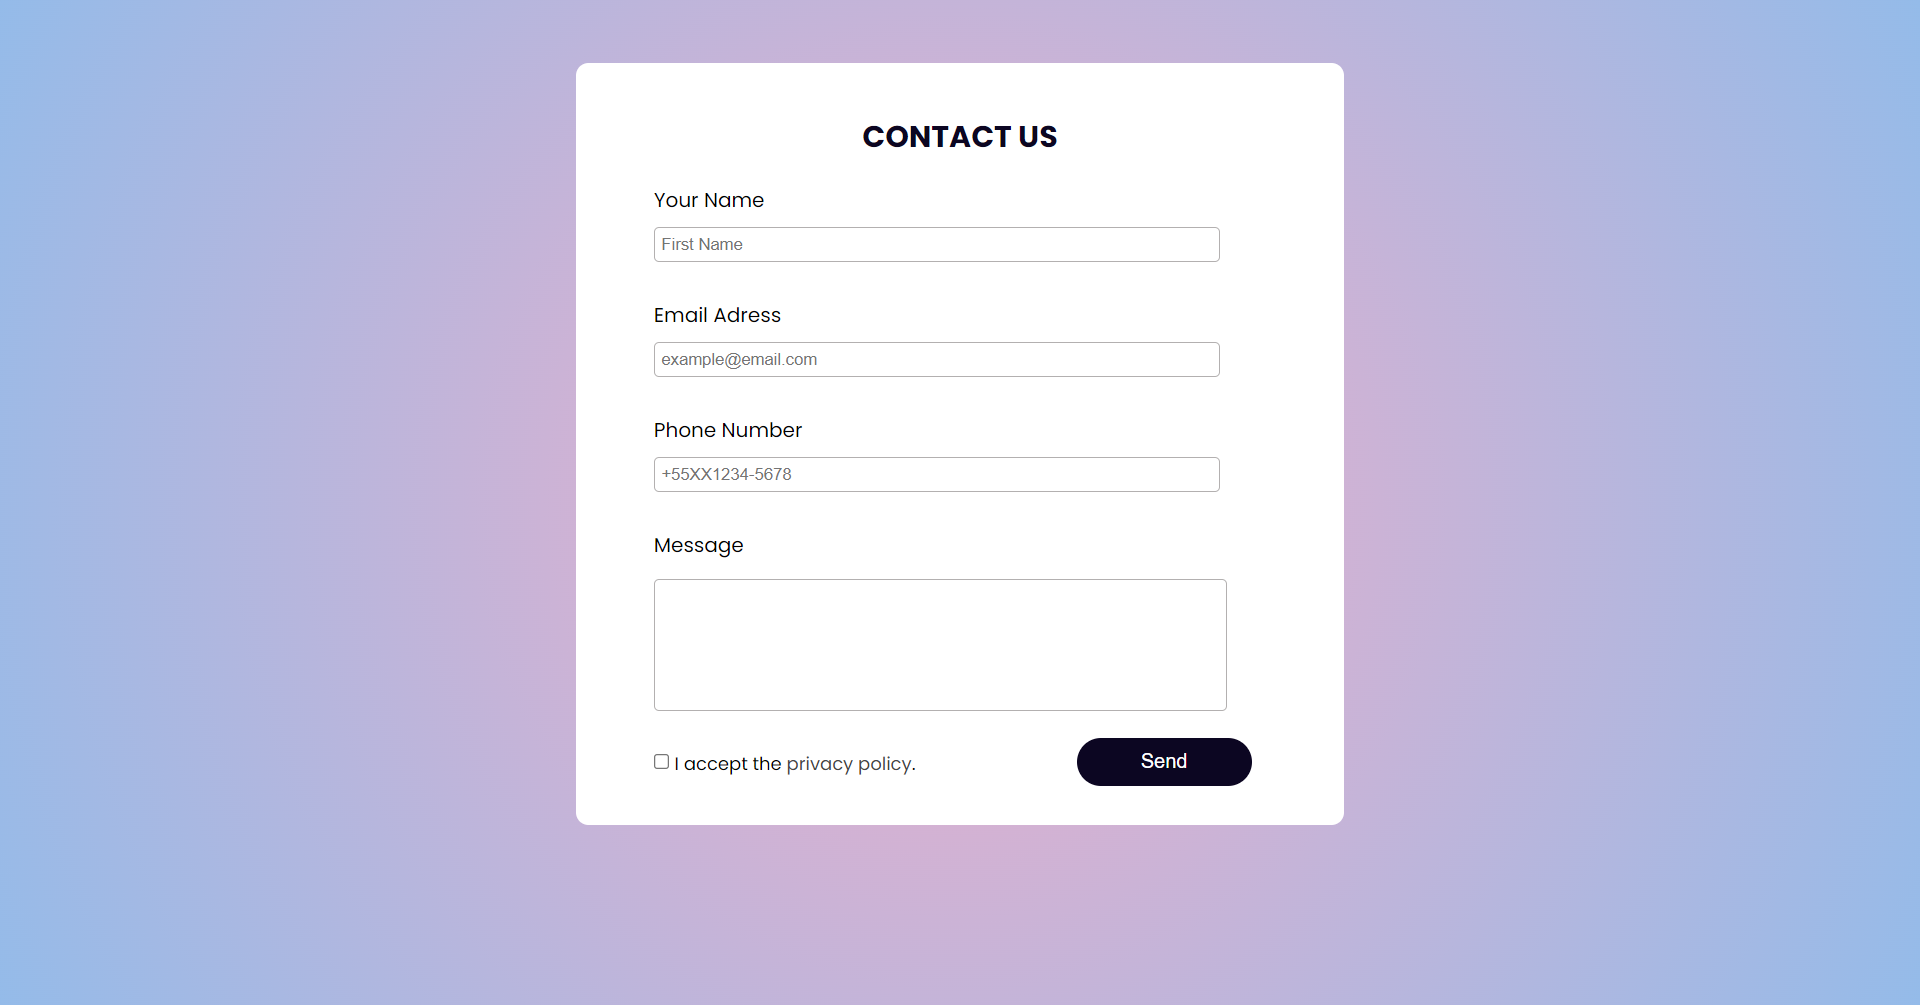 CONTACT US
Your Name
First Name
Email Adress
example@email.com
Phone Number
+55XX1234-5678
Message
I accept the privacy policy.
Send